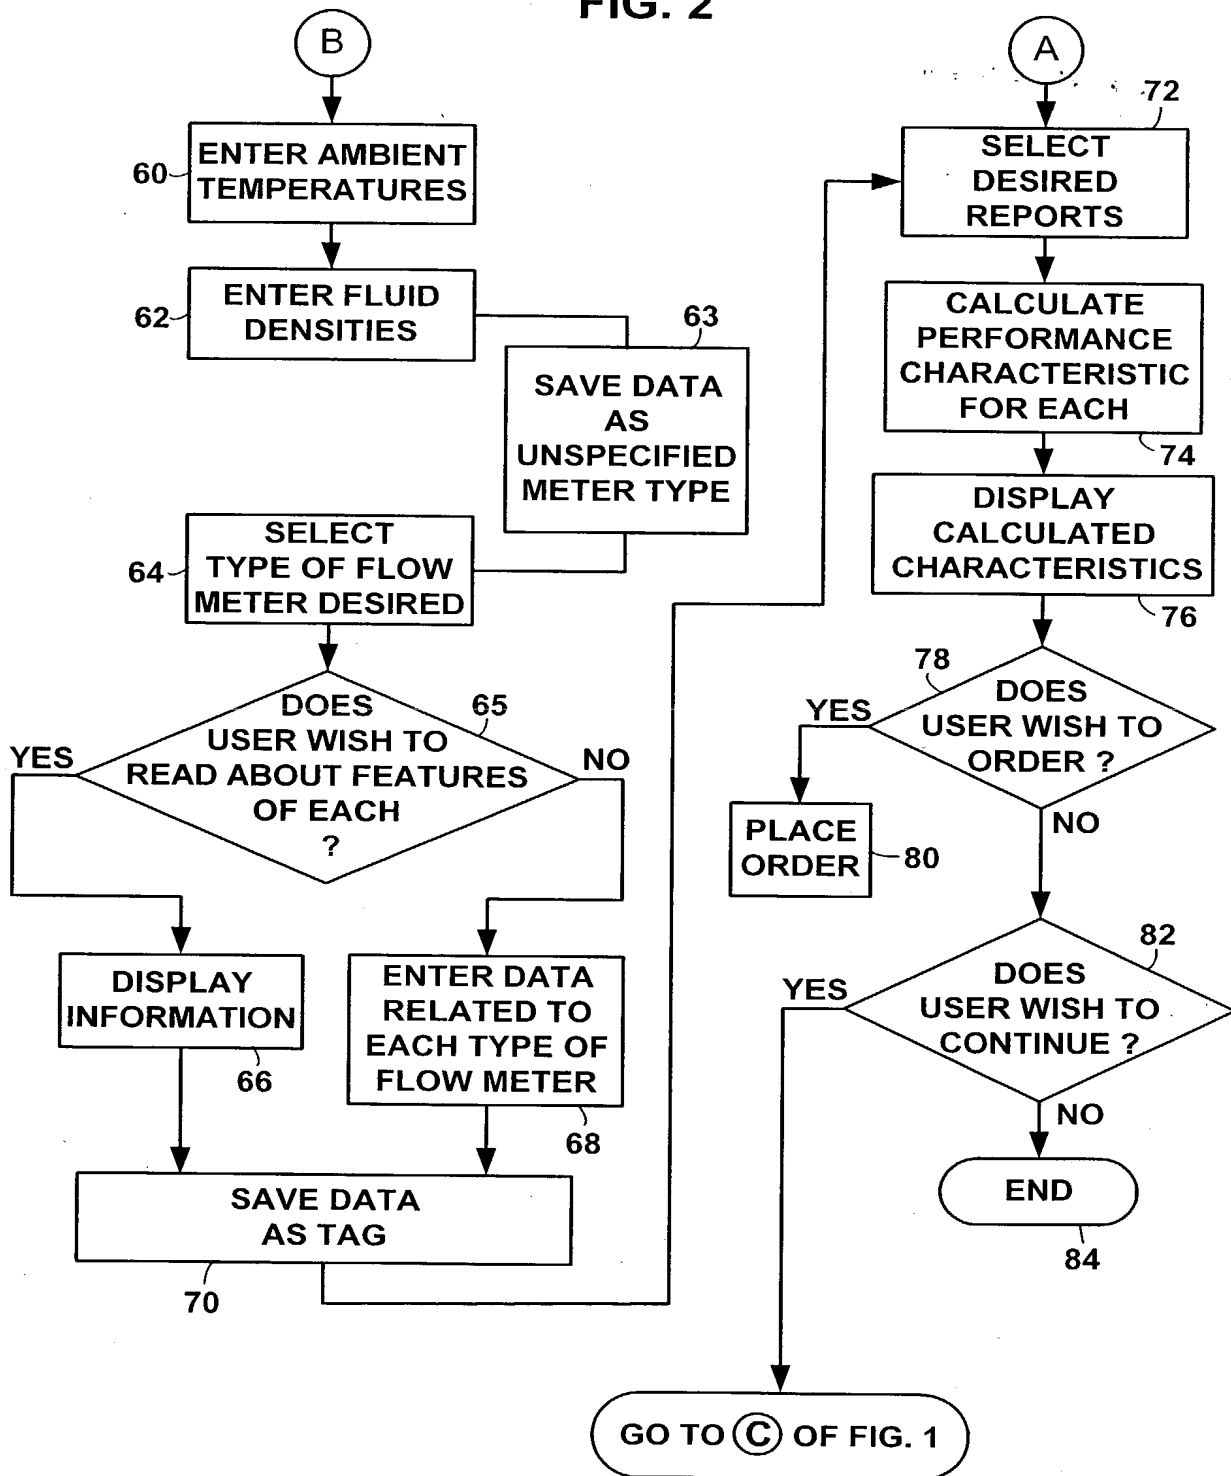 FIG. 2
B
ENTER AMBIENT
TEMPERATURES
60
ENTER FLUID
DENSITIES
62
63
SAVE DATA
AS
UNSPECIFIED
METER TYPE
SELECT
TYPE OF FLOW
METER DESIRED
64
DOES
USER WISH TO
READ ABOUT FEATURES
OF EACH
?
65
YES
NO
DISPLAY
INFORMATION
66
ENTER DATA
RELATED TO
EACH TYPE OF
FLOW METER
68
SAVE DATA
AS TAG
70
A
72
SELECT
DESIRED
REPORTS
CALCULATE
PERFORMANCE
CHARACTERISTIC
FOR EACH
74
DISPLAY
CALCULATED
CHARACTERISTICS
76
78
DOES
USER WISH TO
ORDER ?
YES
NO
PLACE
ORDER
80
82
DOES
USER WISH TO
CONTINUE ?
YES
NO
END
84
GO TO C OF FIG. 1